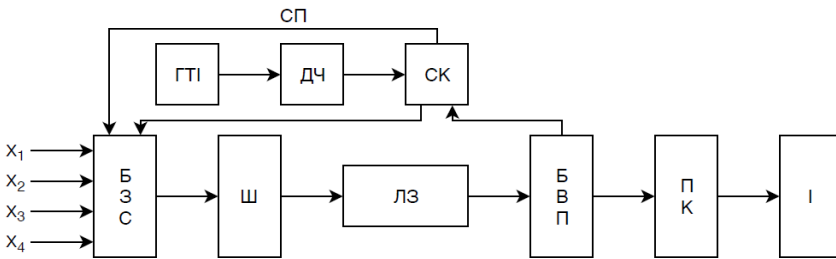 СП
ГТІ
ДЧ
СК
X1
X2
X3
X4
Б
З
С
Ш
ЛЗ
Б
В
П
П
К
І